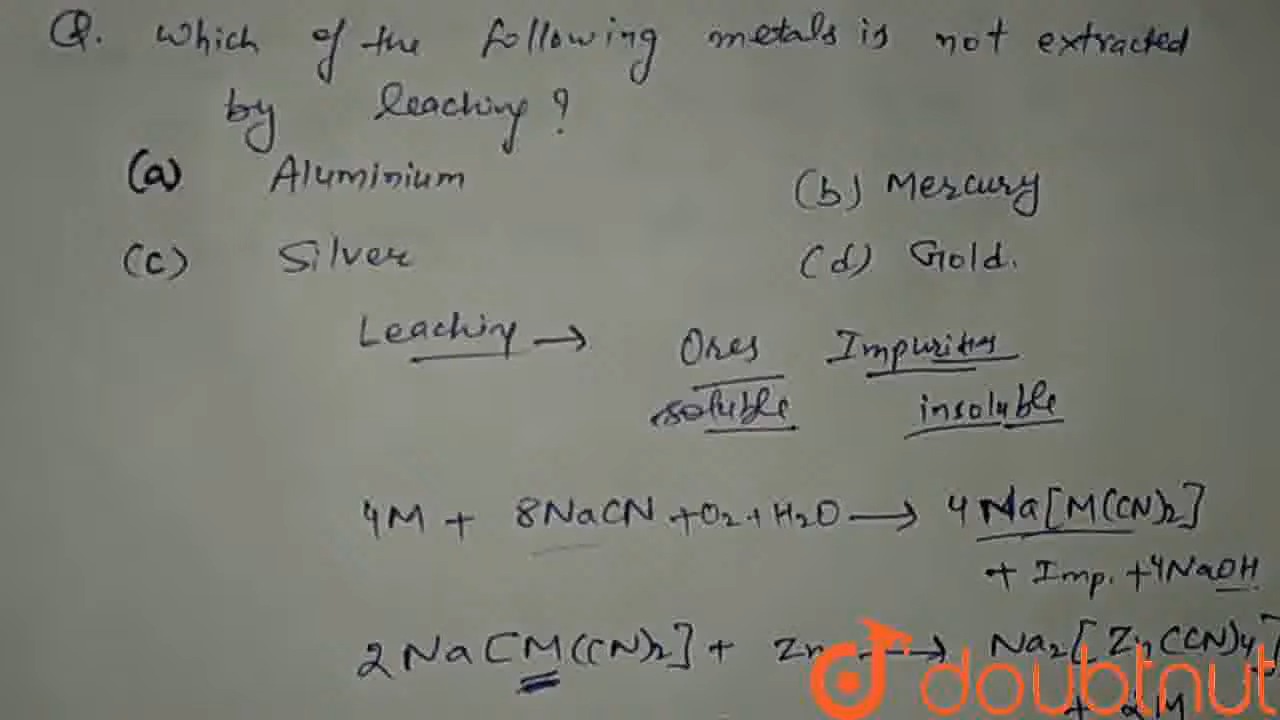 Q. Which of the following metals is not extracted
by leaching?
(a) Aluminium (b) Mercury
(c) Silver (d) Gold.
Leaching → Ores Impurities
soluble insoluble
4M + 8NaCN + O2 + H2O → 4Na[M(CN)2]
+ Imp. + 4NaOH
2Na[M(CN)2] + Zn → Na2[Zn(CN)4]
+ 2M
doubtnut